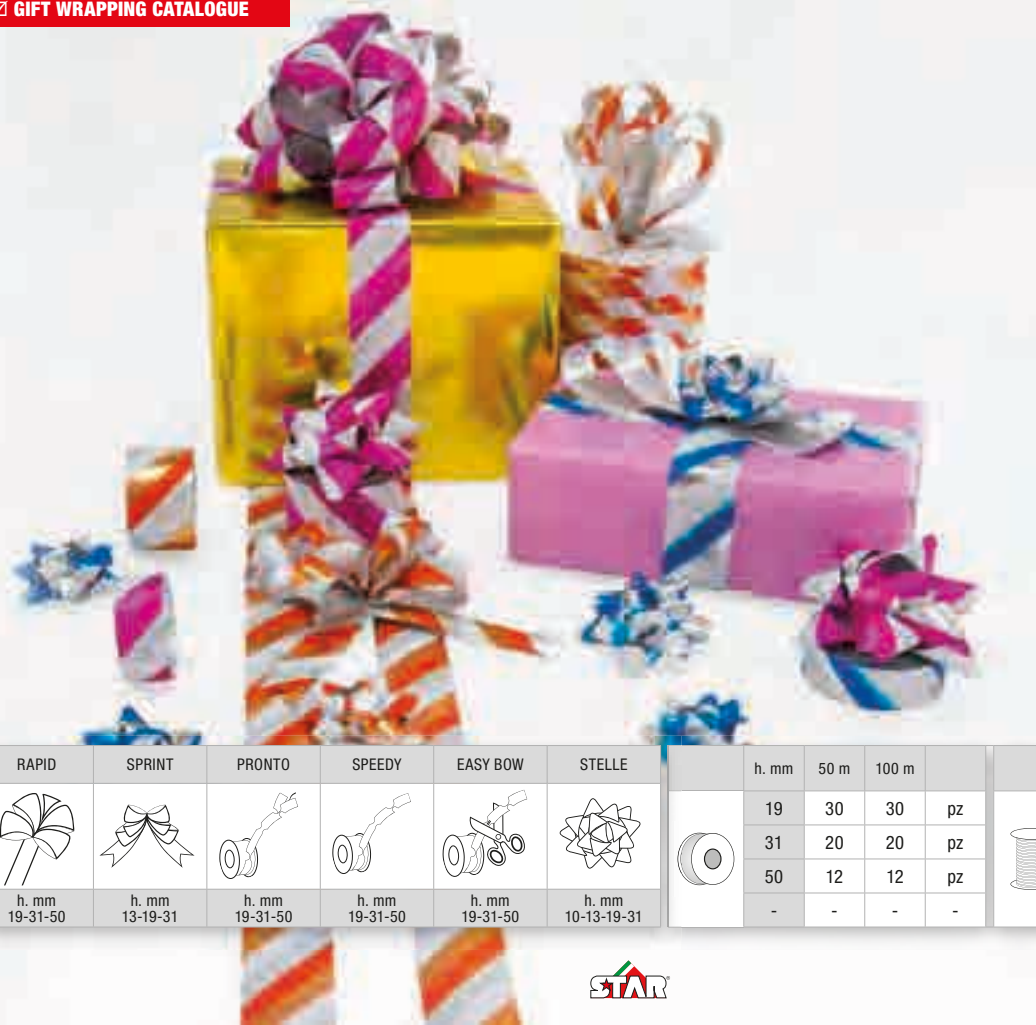 GIFT WRAPPING CATALOGUE
RAPID SPRINT PRONTO SPEEDY EASY BOW STELLE
h. mm h. mm h. mm h. mm h. mm h. mm
19-31-50 13-19-31 19-31-50 19-31-50 19-31-50 10-13-19-31
h. mm 50 m 100 m
19 30 30 pz
31 20 20 pz
50 12 12 pz
- - - -
STAR